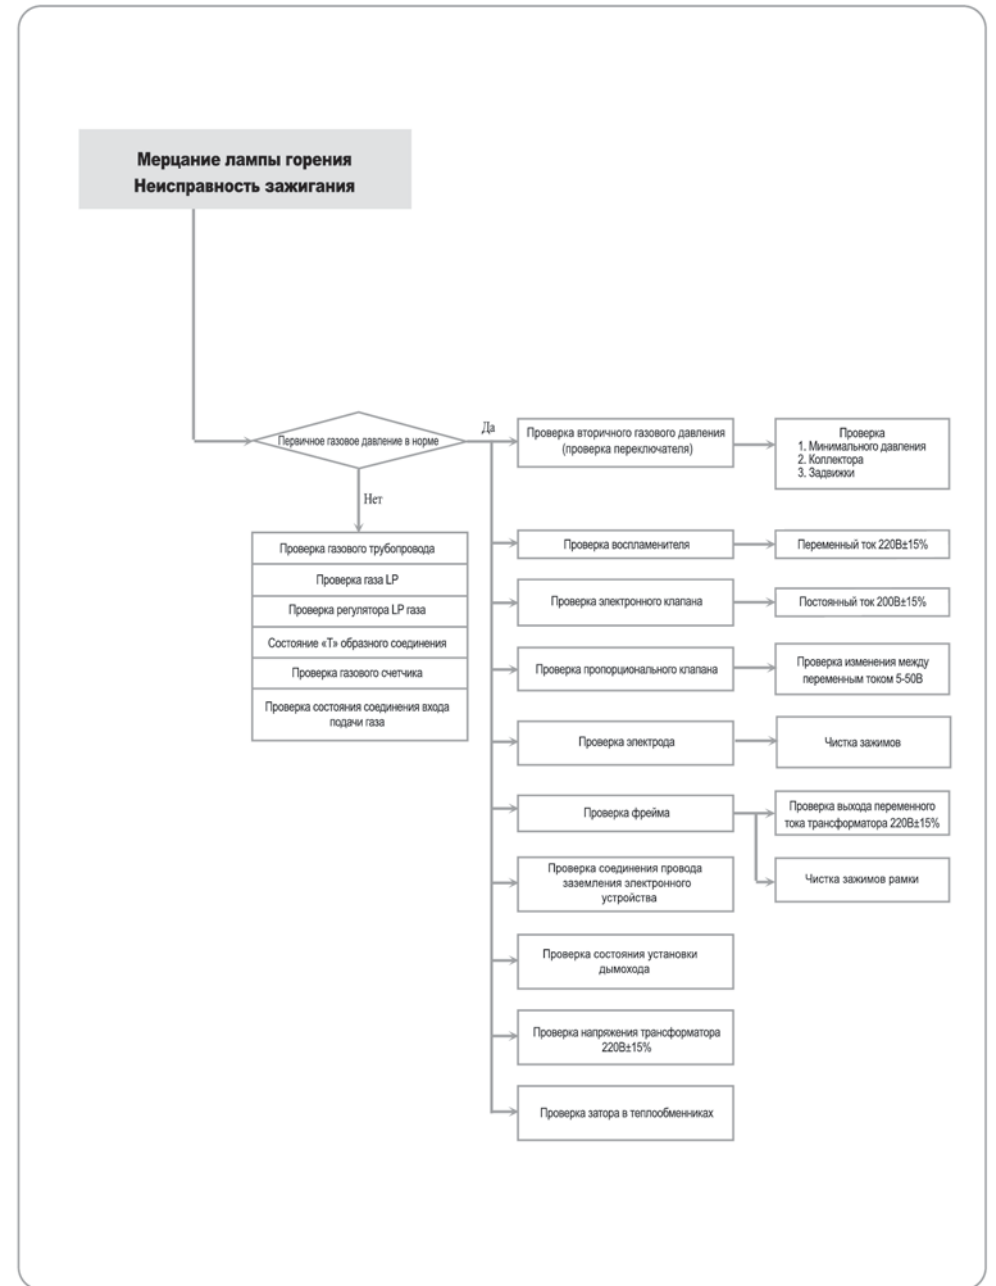 Мерцание лампы горения
Неисправность зажигания
Первичное газовое давление в норме
Да
Нет
Проверка газового трубопровода
Проверка газа LP
Проверка регулятора LP газа
Состояние «Т» образного соединения
Проверка газового счетчика
Проверка состояния соединения входа
подачи газа
Проверка вторичного газового давления
(проверка переключателя)
Проверка
1. Минимального давления
2. Коллектора
3. Задвижки
Проверка воспламенителя
Переменный ток 220В±15%
Проверка электронного клапана
Постоянный ток 200В±15%
Проверка пропорционального клапана
Проверка изменения между
переменным током 5-50В
Проверка электрода
Чистка зажимов
Проверка фрейма
Проверка выхода переменного
тока трансформатора 220В±15%
Чистка зажимов рамки
Проверка соединения провода
заземления электронного
устройства
Проверка состояния установки
дымохода
Проверка напряжения трансформатора
220В±15%
Проверка затора в теплообменниках